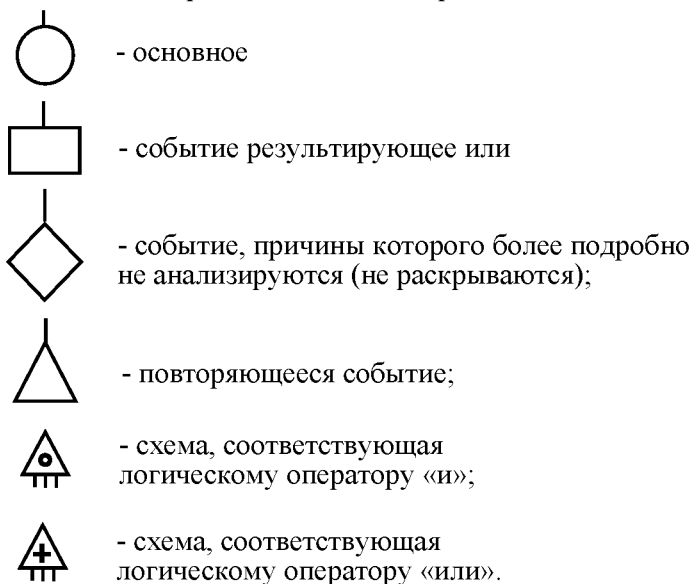 - основное
- событие результирующее или
- событие, причины которого более подробно
не анализируются (не раскрываются);
- повторяющееся событие;
- схема, соответствующая
логическому оператору «и»;
- схема, соответствующая
логическому оператору «или».